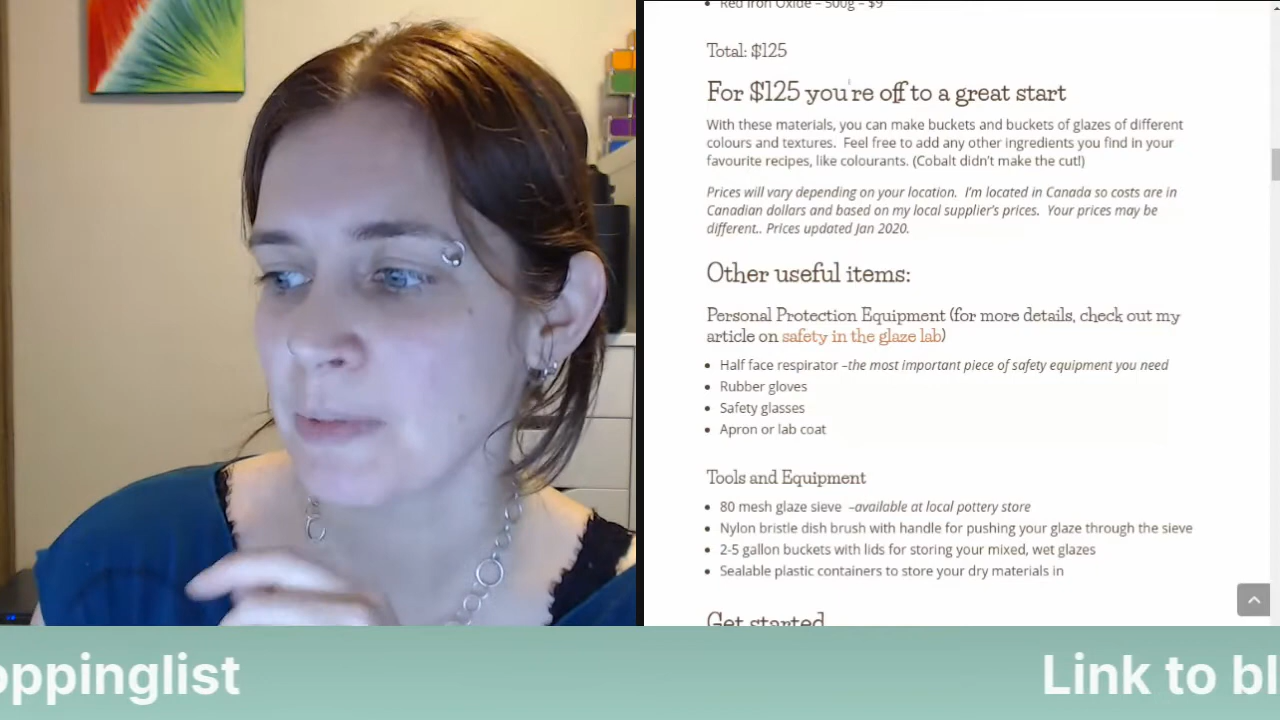 Red Iron Oxide – 500g – $9
Total: $125
For $125 you're off to a great start
With these materials, you can make buckets and buckets of glazes of different
colours and textures. Feel free to add any other ingredients you find in your
favourite recipes, like colourants. (Cobalt didn't make the cut!)
Prices will vary depending on your location. I'm located in Canada so costs are in
Canadian dollars and based on my local supplier's prices. Your prices may be
different.. Prices updated Jan 2020.
Other useful items:
Personal Protection Equipment (for more details, check out my
article on safety in the glaze lab)
Half face respirator –the most important piece of safety equipment you need
Rubber gloves
Safety glasses
Apron or lab coat
Tools and Equipment
80 mesh glaze sieve –available at local pottery store
Nylon bristle dish brush with handle for pushing your glaze through the sieve
2-5 gallon buckets with lids for storing your mixed, wet glazes
Sealable plastic containers to store your dry materials in
Get started
oppinglist
Link to bl